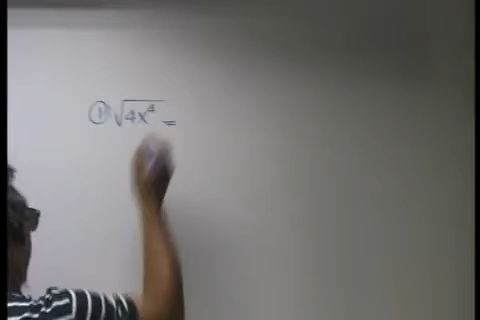 ① √4x⁴ =